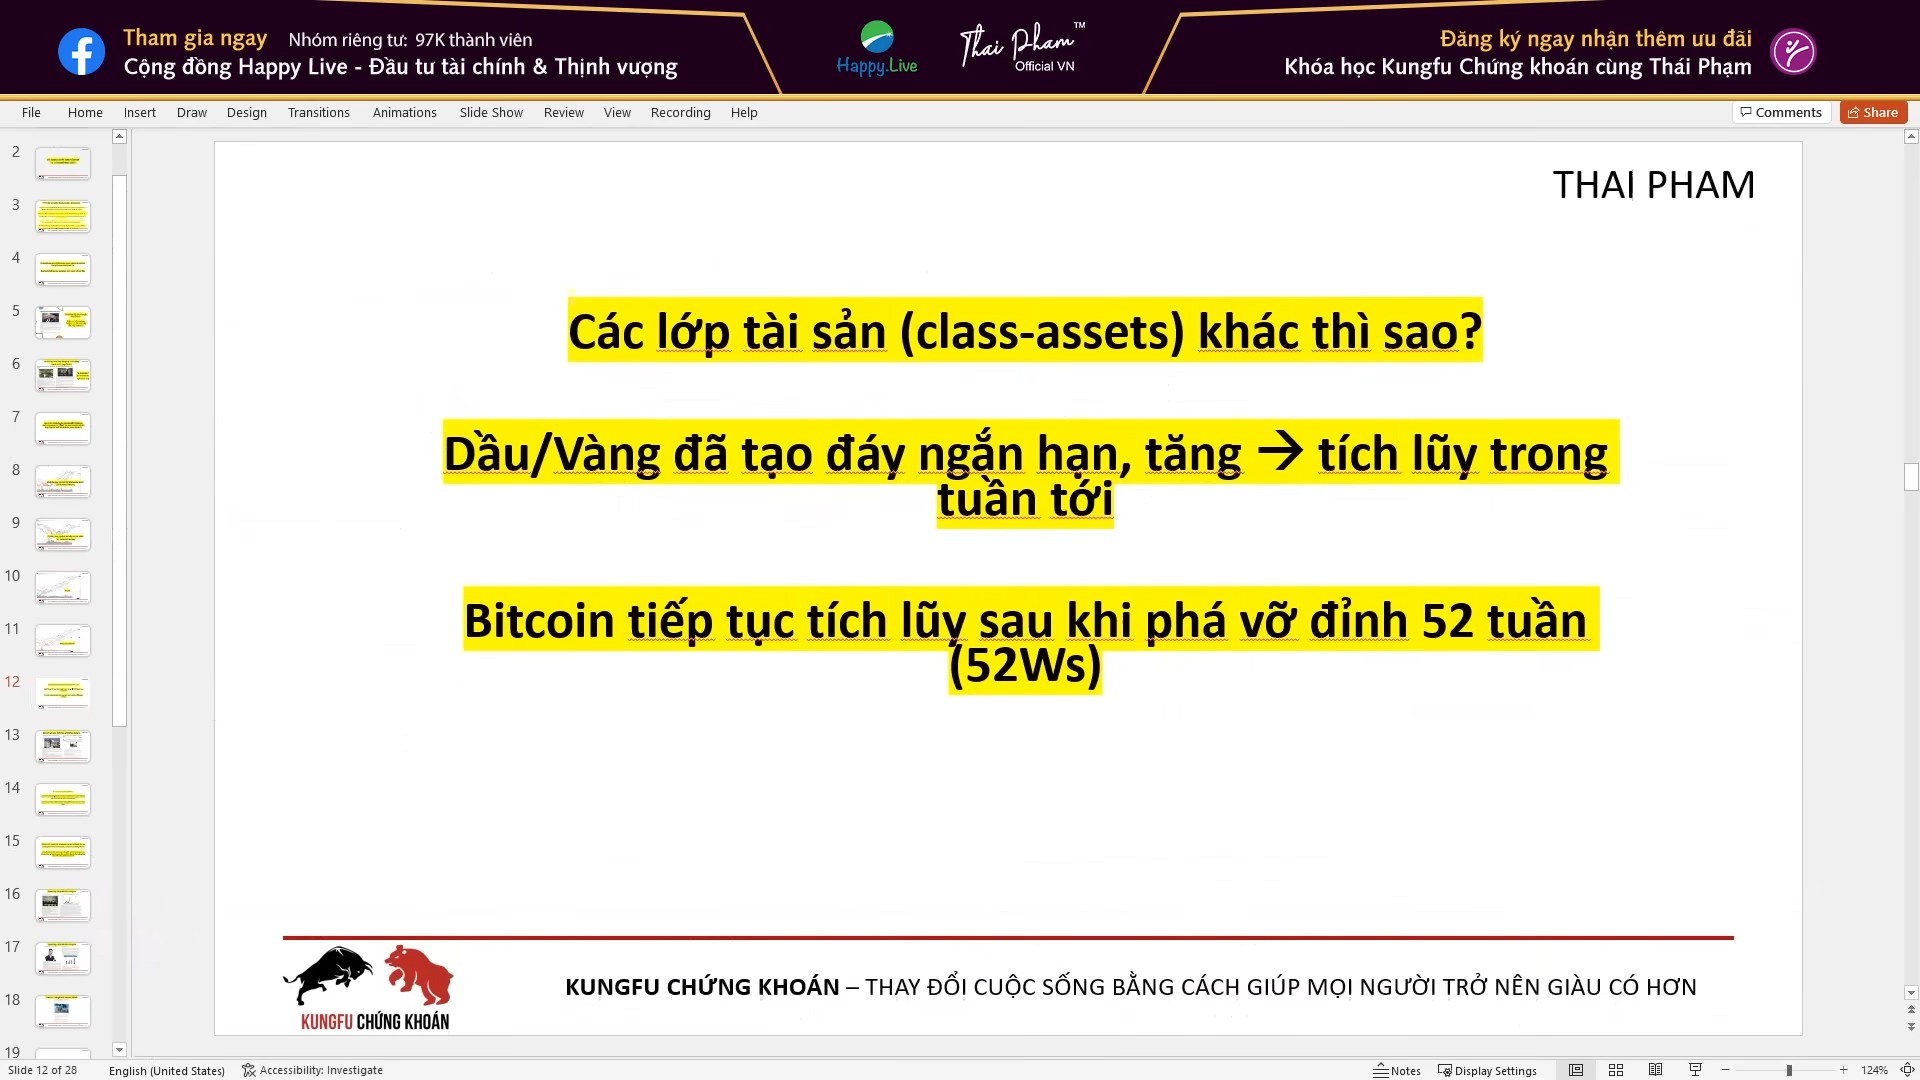 Tham gia ngay Nhóm riêng tư: 97K thành viên
Cộng đồng Happy Live - Đầu tư tài chính & Thịnh vượng
Happy.Live
Thai Pham™
Official VN
Đăng ký ngay nhận thêm ưu đãi
Khóa học Kungfu Chứng khoán cùng Thái Phạm
File Home Insert Draw Design Transitions Animations Slide Show Review View Recording Help
Comments Share
2
3
4
5
6
7
8
9
10
11
12
13
14
15
16
17
18
19
THAI PHAM
Các lớp tài sản (class-assets) khác thì sao?
Dầu/Vàng đã tạo đáy ngắn hạn, tăng → tích lũy trong
tuần tới
Bitcoin tiếp tục tích lũy sau khi phá vỡ đỉnh 52 tuần
(52Ws)
KUNGFU CHỨNG KHOÁN
KUNGFU CHỨNG KHOÁN – THAY ĐỔI CUỘC SỐNG BẰNG CÁCH GIÚP MỌI NGƯỜI TRỞ NÊN GIÀU CÓ HƠN
Slide 12 of 28 English (United States) Accessibility: Investigate
Notes Display Settings 124%